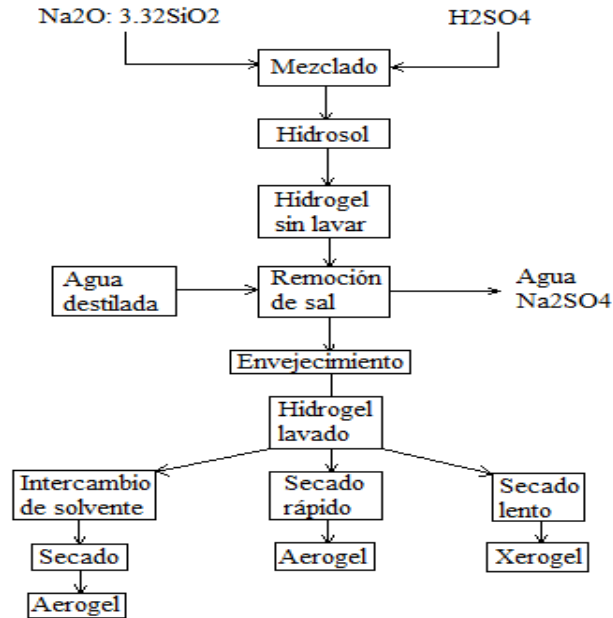 Na2O: 3.32SiO2
H2SO4
Mezclado
Hidrosol
Hidrogel
sin lavar
Agua
destilada
Remoción
de sal
Agua
Na2SO4
Envejecimiento
Hidrogel
lavado
Intercambio
de solvente
Secado
rápido
Secado
lento
Secado
Aerogel
Xerogel
Aerogel